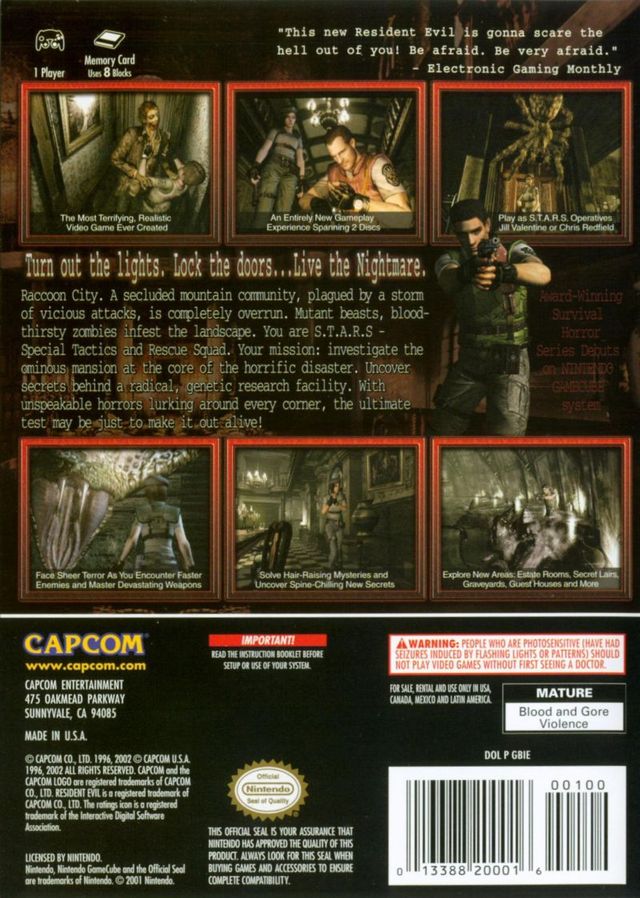 "This new Resident Evil is gonna scare the
hell out of you! Be afraid. Be very afraid."
- Electronic Gaming Monthly
1 Player
Memory Card
Uses 8 Blocks
The Most Terrifying, Realistic
Video Game Ever Created
An Entirely New Gameplay
Experience Spanning 2 Discs
Play as S.T.A.R.S. Operatives
Jill Valentine or Chris Redfield
Turn out the lights. Lock the doors...Live the Nightmare.
Raccoon City. A secluded mountain community, plagued by a storm
of vicious attacks, is completely overrun. Mutant beasts, blood-
thirsty zombies infest the landscape. You are S.T.A.R.S -
Special Tactics and Rescue Squad. Your mission: investigate the
ominous mansion at the core of the horrific disaster. Uncover
secrets behind a radical, genetic research facility. With
unspeakable horrors lurking around every corner, the ultimate
test may be just to make it out alive!
Award-Winning
Survival
Horror
Series Debuts
on NINTENDO
GAMECUBE
system
Face Sheer Terror As You Encounter Faster
Enemies and Master Devastating Weapons
Solve Hair-Raising Mysteries and
Uncover Spine-Chilling New Secrets
Explore New Areas: Estate Rooms, Secret Lairs,
Graveyards, Guest Houses and More
CAPCOM®
www.capcom.com
CAPCOM ENTERTAINMENT
475 OAKMEAD PARKWAY
SUNNYVALE, CA 94085
MADE IN U.S.A.
© CAPCOM CO., LTD. 1996, 2002 © CAPCOM U.S.A.
1996, 2002 ALL RIGHTS RESERVED. CAPCOM and the
CAPCOM LOGO are registered trademarks of CAPCOM
CO., LTD. RESIDENT EVIL is a registered trademark of
CAPCOM CO., LTD. The ratings icon is a registered
trademark of the Interactive Digital Software
Association.
LICENSED BY NINTENDO.
Nintendo, Nintendo GameCube and the Official Seal
are trademarks of Nintendo. © 2001 Nintendo.
IMPORTANT!
READ THE INSTRUCTION BOOKLET BEFORE
SETUP OR USE OF YOUR SYSTEM.
Official
Nintendo
Seal of Quality
THIS OFFICIAL SEAL IS YOUR ASSURANCE THAT
NINTENDO HAS APPROVED THE QUALITY OF THIS
PRODUCT. ALWAYS LOOK FOR THIS SEAL WHEN
BUYING GAMES AND ACCESSORIES TO ENSURE
COMPLETE COMPATIBILITY.
WARNING: PEOPLE WHO ARE PHOTOSENSITIVE (HAVE HAD
SEIZURES INDUCED BY FLASHING LIGHTS OR PATTERNS) SHOULD
NOT PLAY VIDEO GAMES WITHOUT FIRST SEEING A DOCTOR.
FOR SALE, RENTAL AND USE ONLY IN USA,
CANADA, MEXICO AND LATIN AMERICA.
MATURE
Blood and Gore
Violence
DOL P GBIE
00100
0 13388 20001 6